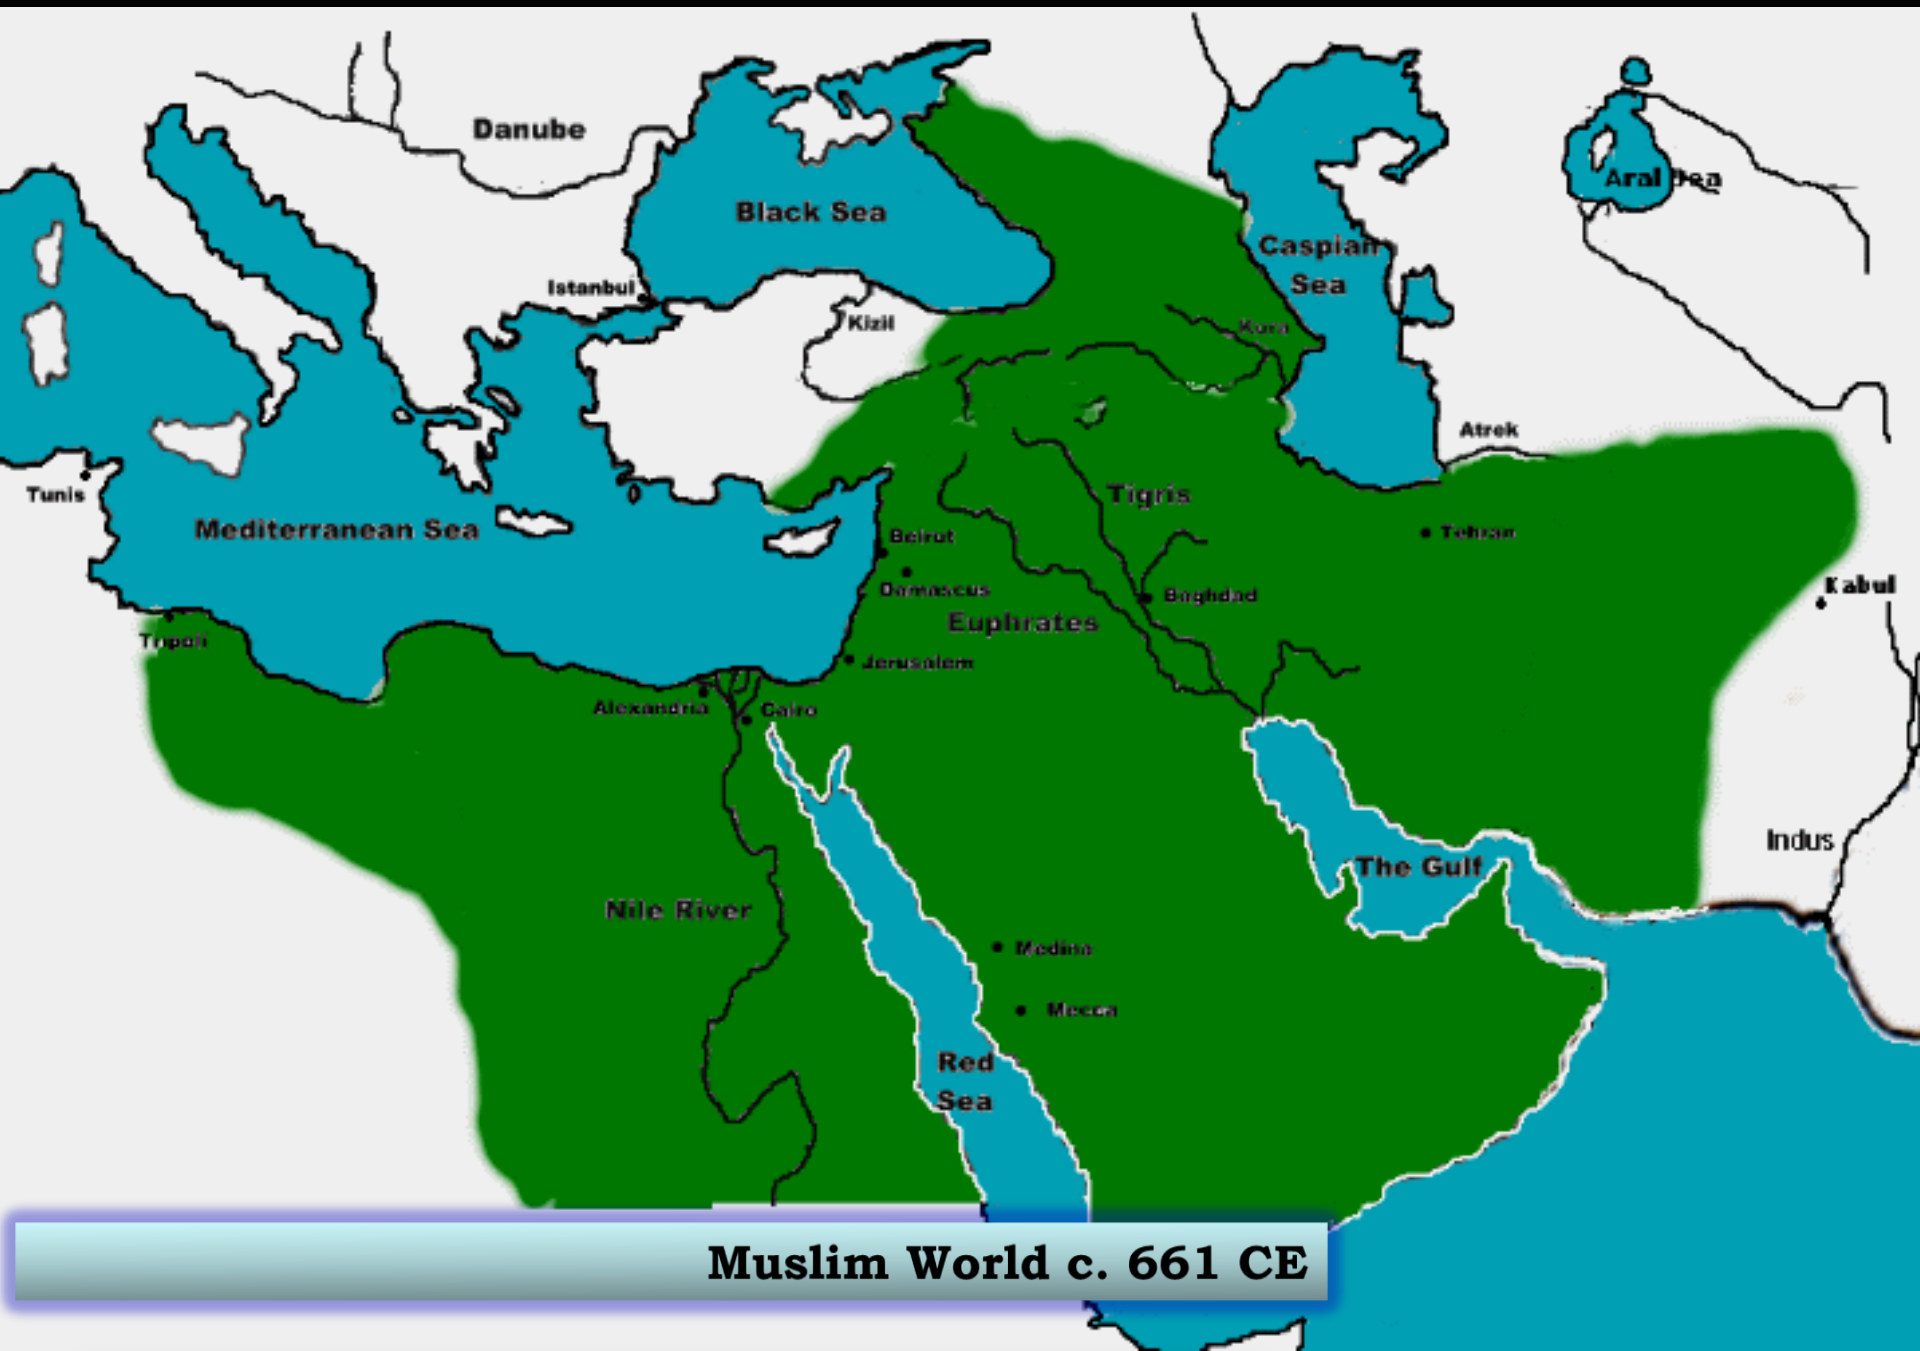 Danube
Black Sea
Aral Sea
Caspian
Sea
Istanbul
Kizil
Kura
Atrek
Tunis
Tigris
Mediterranean Sea
Tehran
Beirut
Damascus
Kabul
Baghdad
Euphrates
Tripoli
Jerusalem
Alexandria
Cairo
Indus
The Gulf
Nile River
Medina
Mecca
Red
Sea
Muslim World c. 661 CE